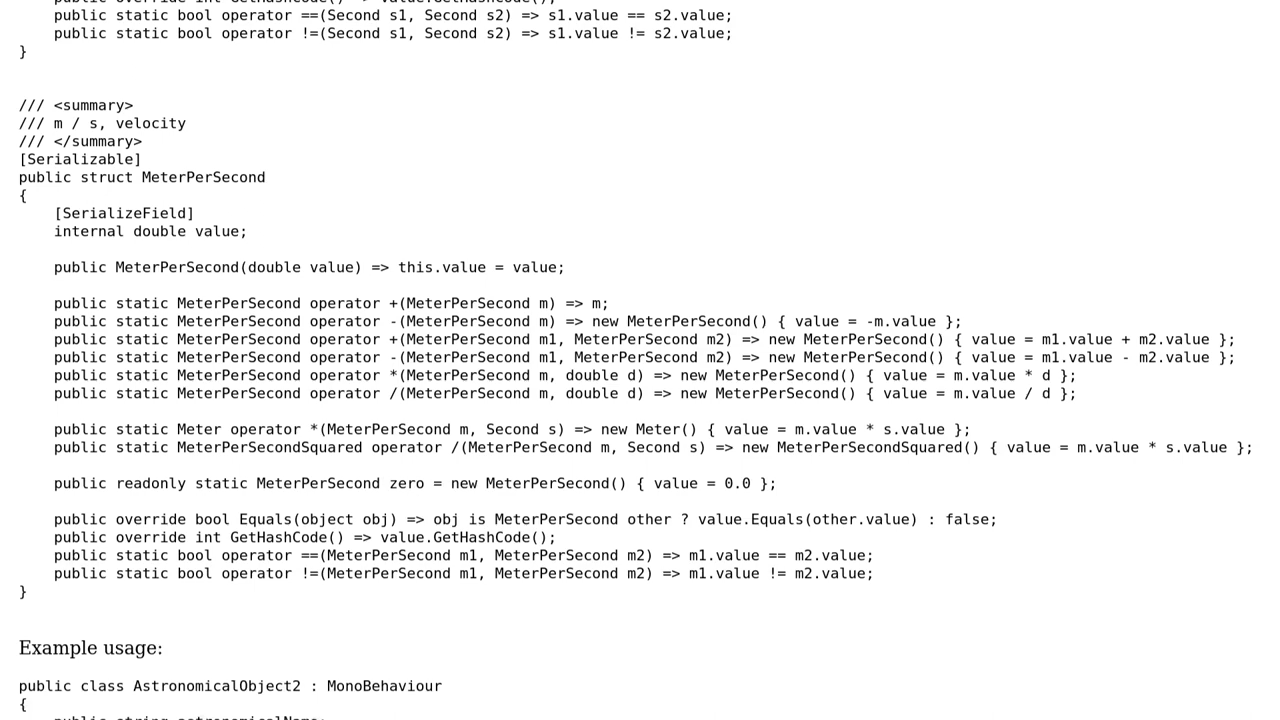 public override int GetHashCode() => value.GetHashCode();
public static bool operator ==(Second s1, Second s2) => s1.value == s2.value;
public static bool operator !=(Second s1, Second s2) => s1.value != s2.value;
}
/// <summary>
/// m / s, velocity
/// </summary>
[Serializable]
public struct MeterPerSecond
{
[SerializeField]
internal double value;
public MeterPerSecond(double value) => this.value = value;
public static MeterPerSecond operator +(MeterPerSecond m) => m;
public static MeterPerSecond operator -(MeterPerSecond m) => new MeterPerSecond() { value = -m.value };
public static MeterPerSecond operator +(MeterPerSecond m1, MeterPerSecond m2) => new MeterPerSecond() { value = m1.value + m2.value };
public static MeterPerSecond operator -(MeterPerSecond m1, MeterPerSecond m2) => new MeterPerSecond() { value = m1.value - m2.value };
public static MeterPerSecond operator *(MeterPerSecond m, double d) => new MeterPerSecond() { value = m.value * d };
public static MeterPerSecond operator /(MeterPerSecond m, double d) => new MeterPerSecond() { value = m.value / d };
public static Meter operator *(MeterPerSecond m, Second s) => new Meter() { value = m.value * s.value };
public static MeterPerSecondSquared operator /(MeterPerSecond m, Second s) => new MeterPerSecondSquared() { value = m.value * s.value };
public readonly static MeterPerSecond zero = new MeterPerSecond() { value = 0.0 };
public override bool Equals(object obj) => obj is MeterPerSecond other ? value.Equals(other.value) : false;
public override int GetHashCode() => value.GetHashCode();
public static bool operator ==(MeterPerSecond m1, MeterPerSecond m2) => m1.value == m2.value;
public static bool operator !=(MeterPerSecond m1, MeterPerSecond m2) => m1.value != m2.value;
}
Example usage:
public class AstronomicalObject2 : MonoBehaviour
{
public string astronomicalName;